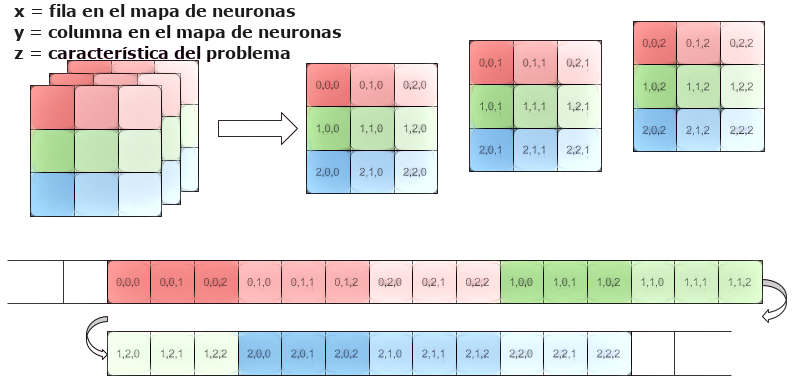 x = fila en el mapa de neuronas
y = columna en el mapa de neuronas
z = característica del problema
0,0,0 0,1,0 0,2,0
1,0,0 1,1,0 1,2,0
2,0,0 2,1,0 2,2,0
0,0,1 0,1,1 0,2,1
1,0,1 1,1,1 1,2,1
2,0,1 2,1,1 2,2,1
0,0,2 0,1,2 0,2,2
1,0,2 1,1,2 1,2,2
2,0,2 2,1,2 2,2,2
0,0,0 0,0,1 0,0,2 0,1,0 0,1,1 0,1,2 0,2,0 0,2,1 0,2,2 1,0,0 1,0,1 1,0,2 1,1,0 1,1,1 1,1,2
1,2,0 1,2,1 1,2,2 2,0,0 2,0,1 2,0,2 2,1,0 2,1,1 2,1,2 2,2,0 2,2,1 2,2,2